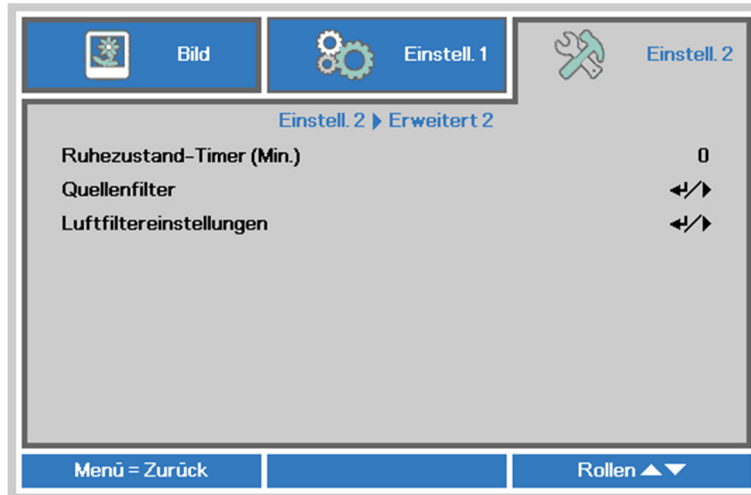 Bild
Einstell. 1
Einstell. 2
Einstell. 2 ▶ Erweitert 2
Ruhezustand-Timer (Min.) 0
Quellenfilter ↵/▶
Luftfiltereinstellungen ↵/▶
Menü = Zurück
Rollen ▲▼